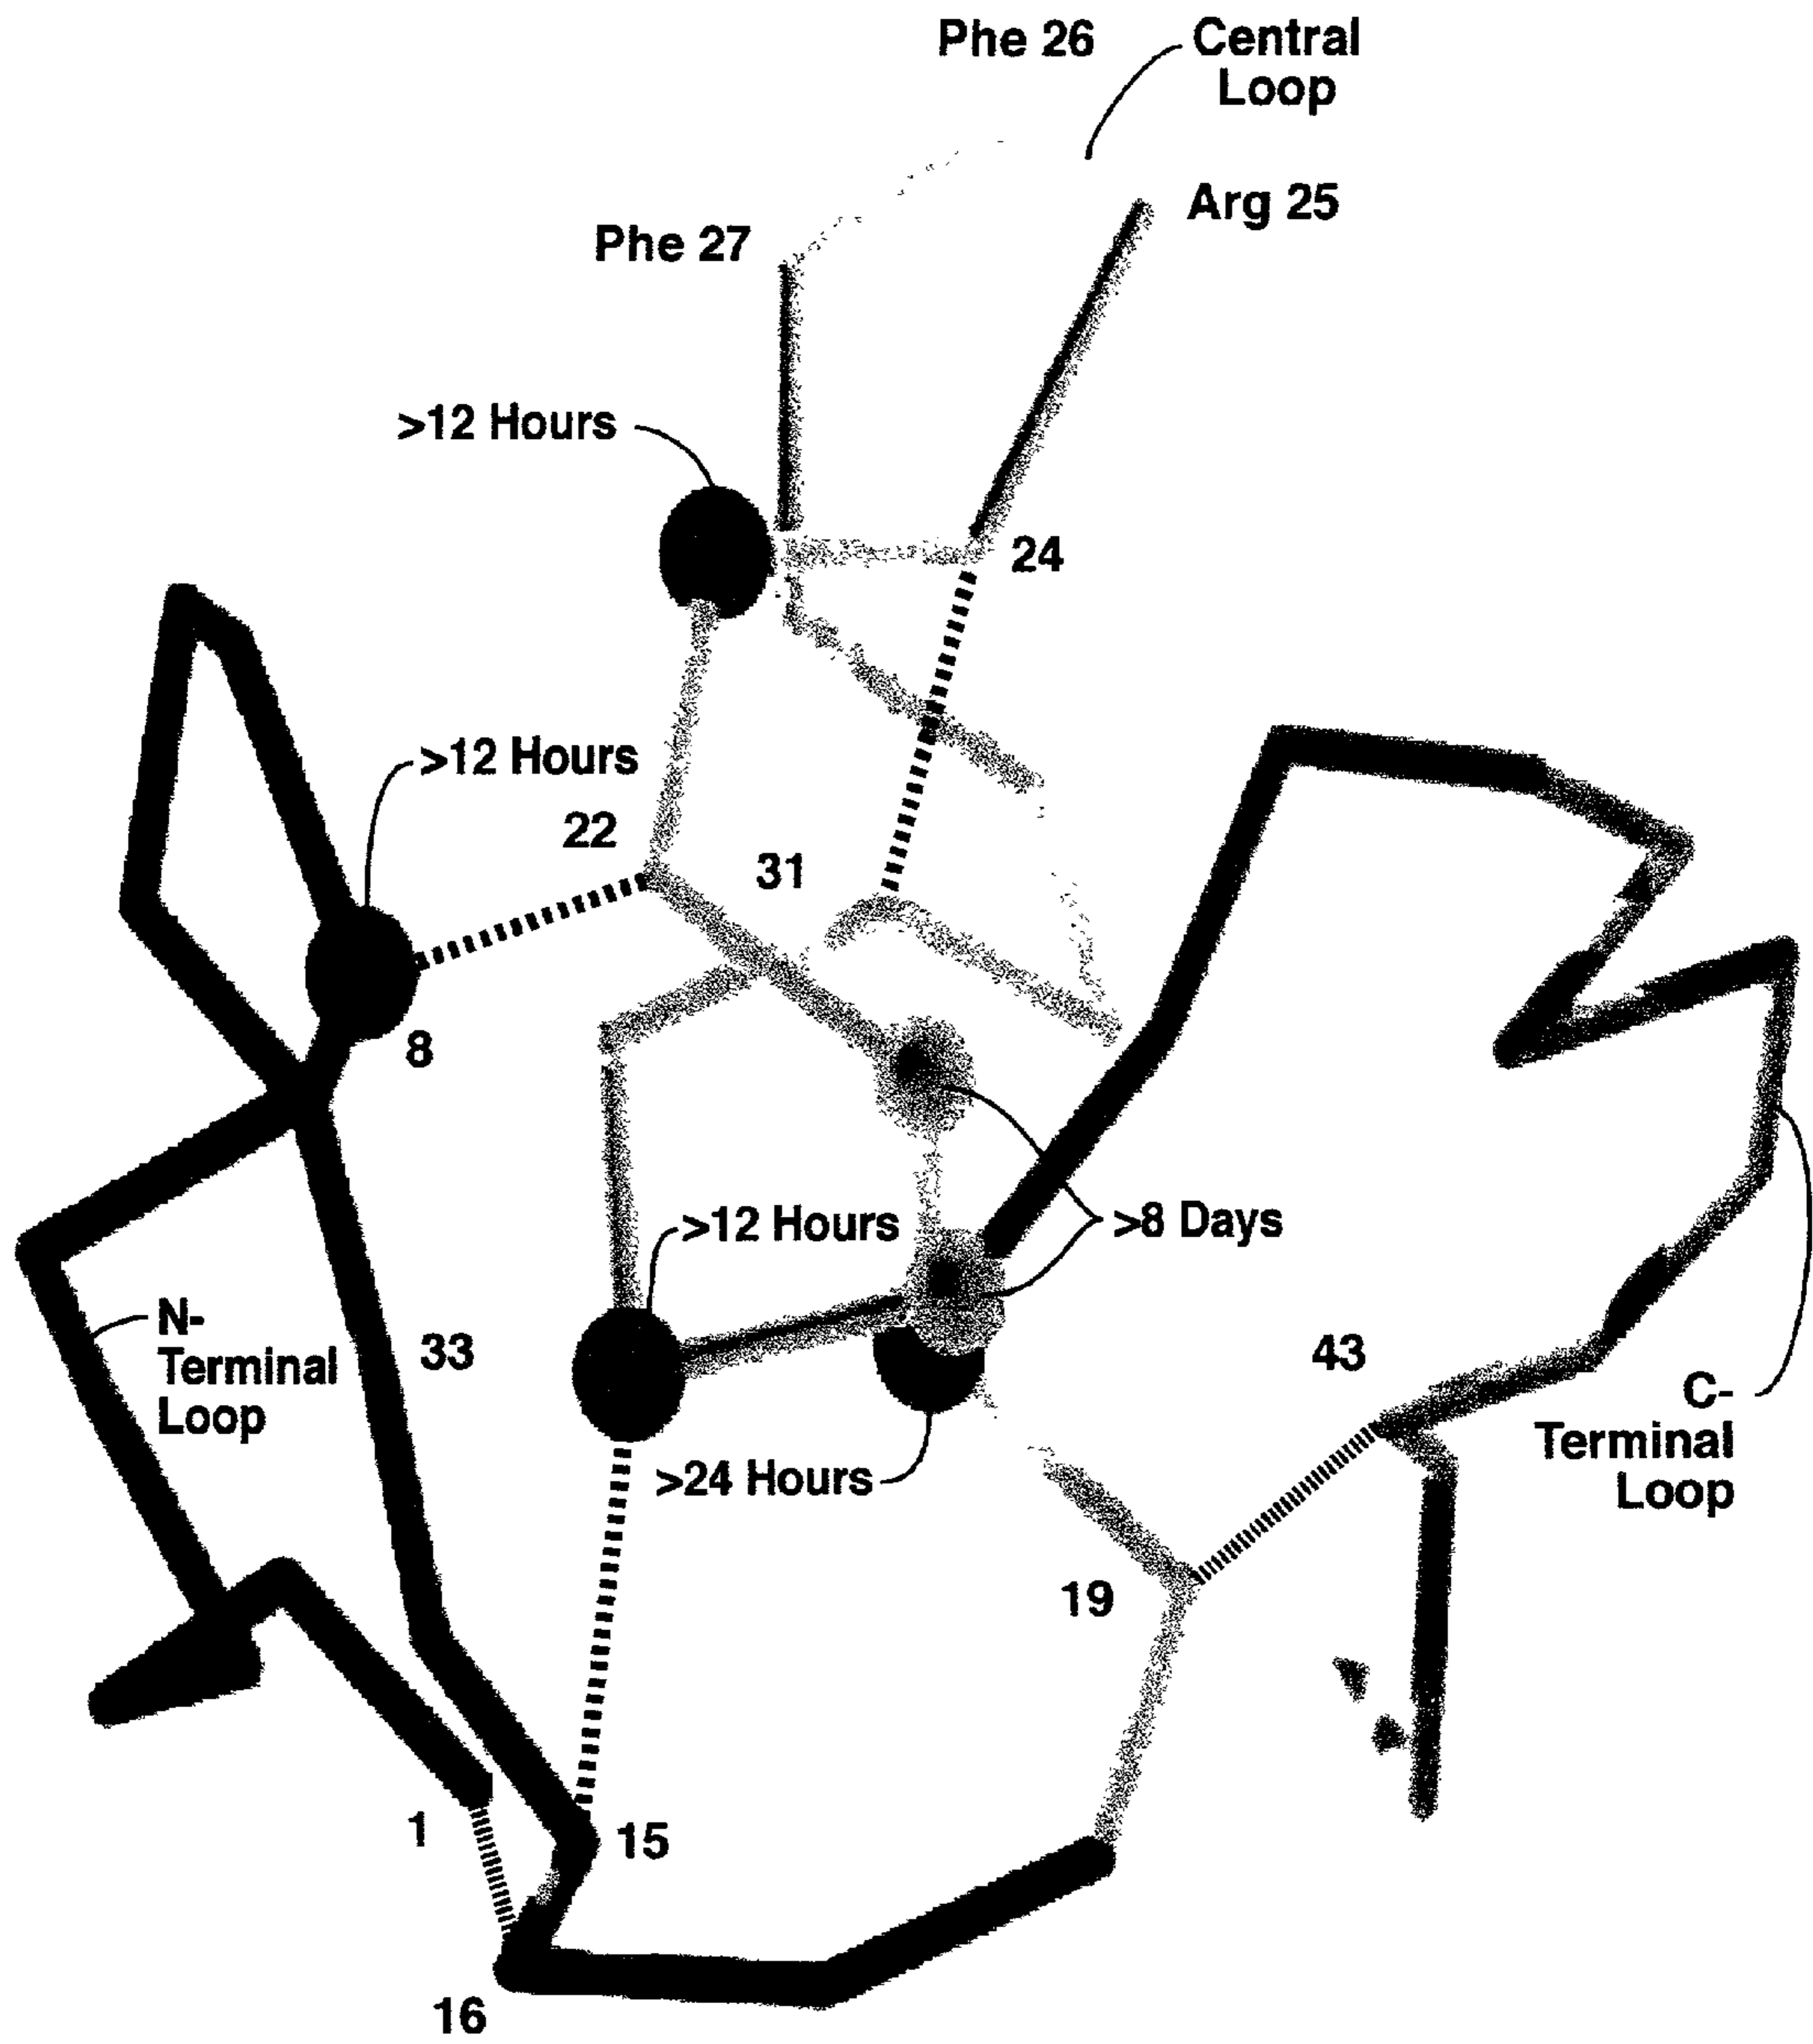 Phe 26
Central
Loop
Arg 25
Phe 27
>12 Hours
24
>12 Hours
22
31
8
>12 Hours
>8 Days
N-
Terminal
Loop
33
43
C-
Terminal
Loop
>24 Hours
19
1
15
16